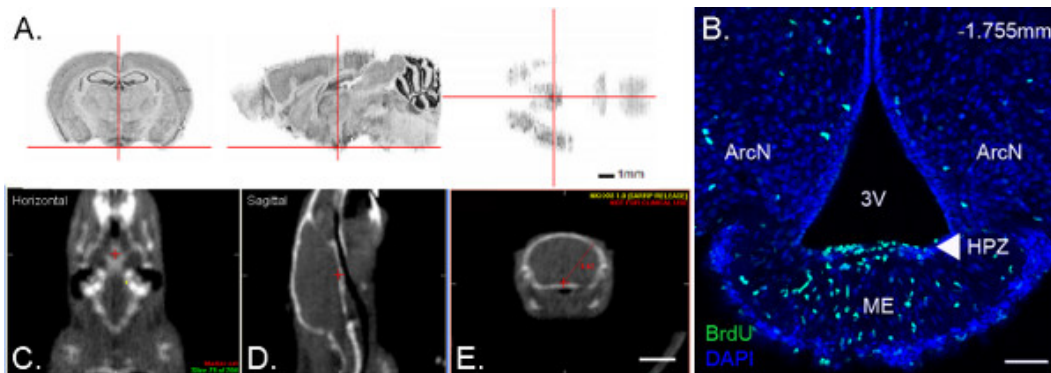 A.
1mm
B.
-1.755mm
ArcN
ArcN
3V
HPZ
ME
BrdU
DAPI
Horizontal
Sagittal
C.
D.
E.